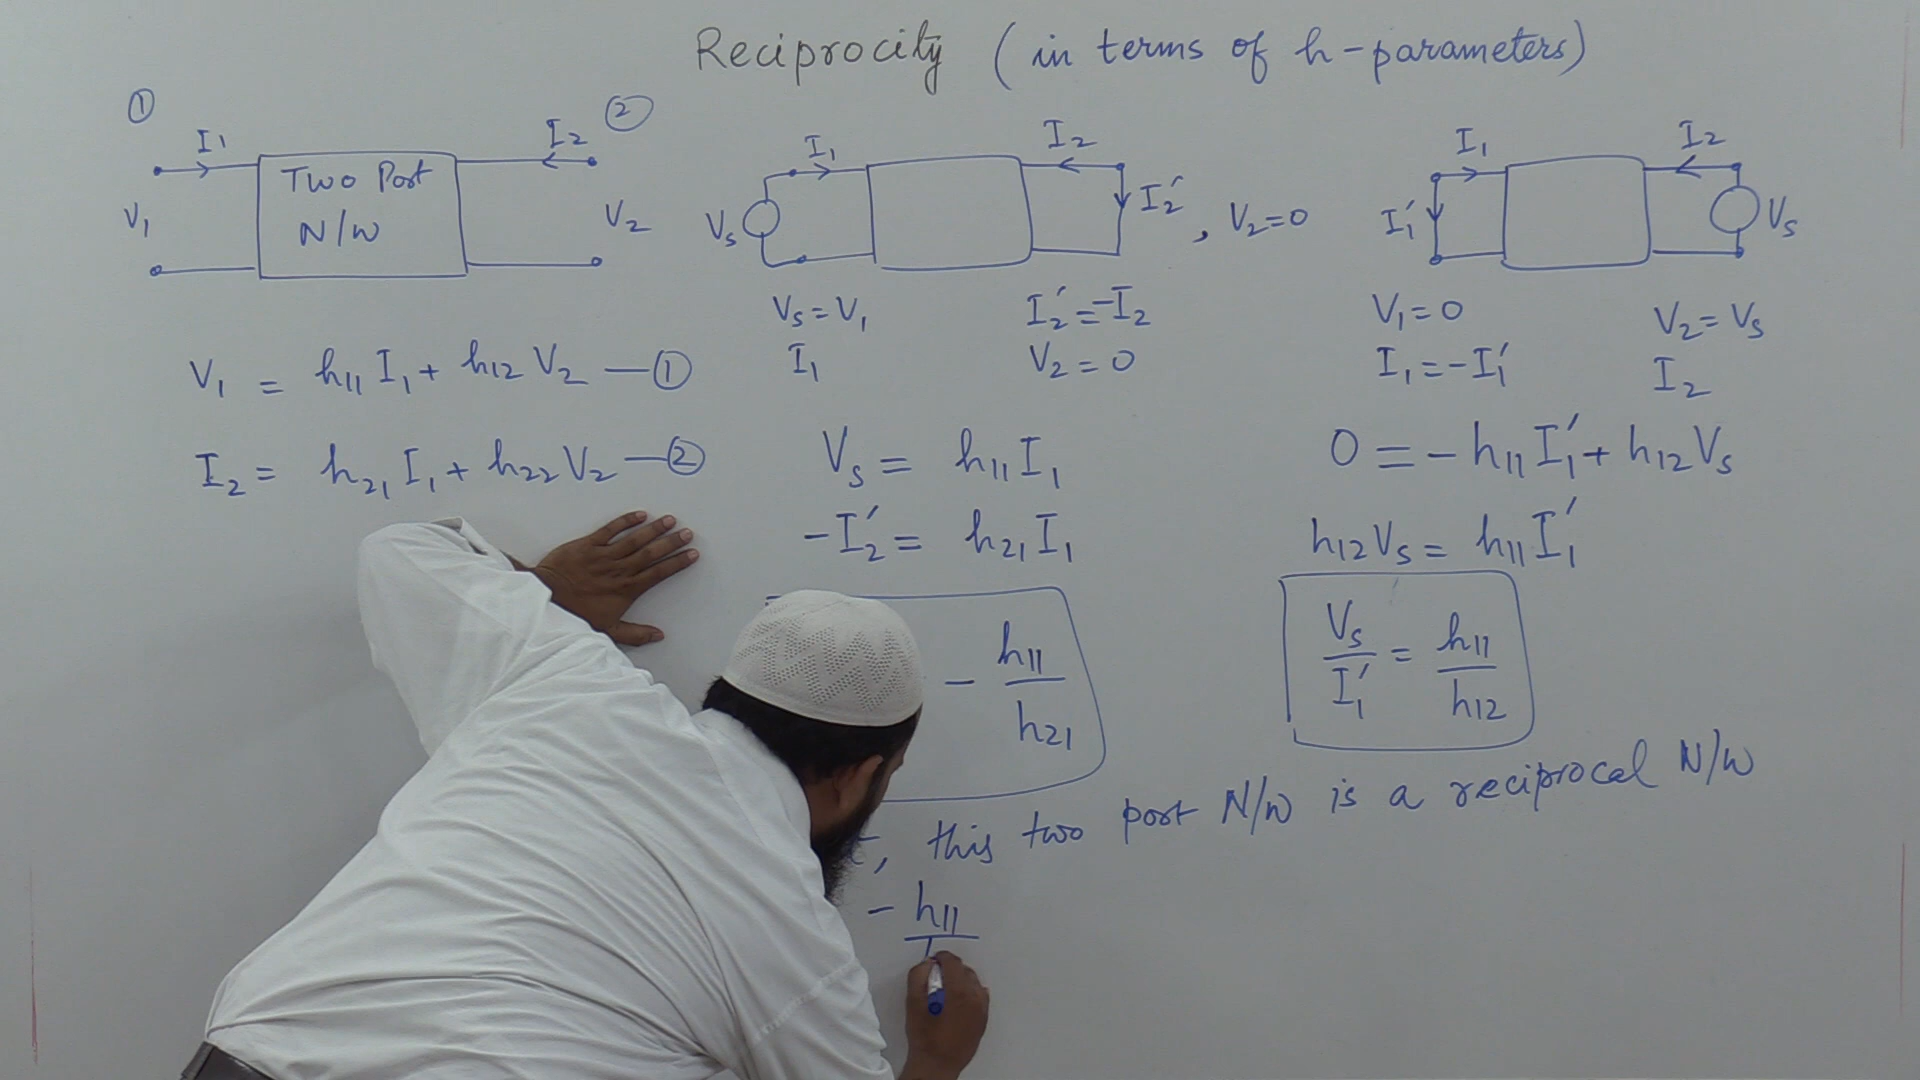 Reciprocity (in terms of h-parameters)
① I1 I2 ②
Two Port
N/W
V1 V2
V1 = h11 I1 + h12 V2 —①
I2 = h21 I1 + h22 V2 —②
I1 I2
Vs I2′, V2=0
Vs = V1 I2′ = -I2
I1 V2 = 0
Vs = h11 I1
-I2′ = h21 I1
- h11
h21
I1 I2
I1′ Vs
V1 = 0 V2 = Vs
I1 = -I1′ I2
0 = -h11 I1′ + h12 Vs
h12 Vs = h11 I1′
Vs/I1′ = h11/h12
, this two port N/W is a reciprocal N/W
- h11